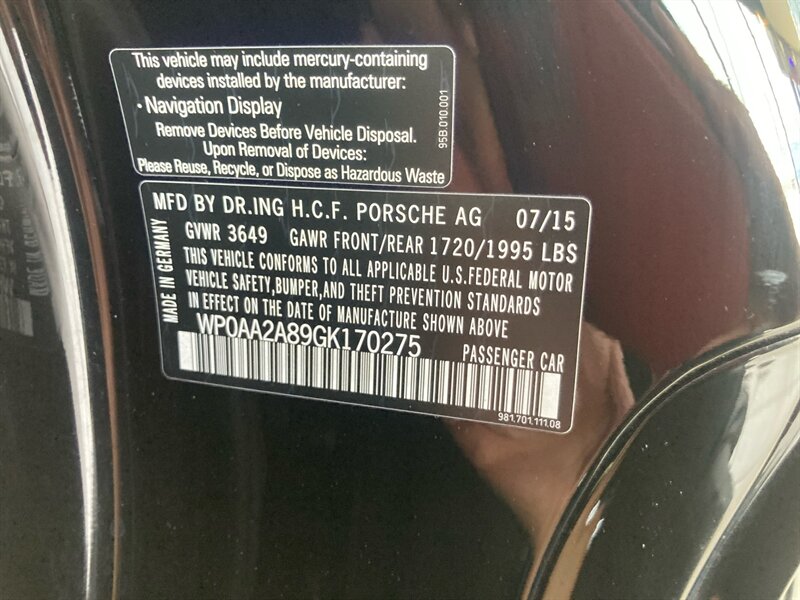 This vehicle may include mercury-containing
devices installed by the manufacturer:
• Navigation Display
Remove Devices Before Vehicle Disposal.
Upon Removal of Devices:
Please Reuse, Recycle, or Dispose as Hazardous Waste
95B.010.001
MFD BY DR.ING H.C.F. PORSCHE AG 07/15
GVWR 3649 GAWR FRONT/REAR 1720/1995 LBS
THIS VEHICLE CONFORMS TO ALL APPLICABLE U.S.FEDERAL MOTOR
VEHICLE SAFETY,BUMPER,AND THEFT PREVENTION STANDARDS
IN EFFECT ON THE DATE OF MANUFACTURE SHOWN ABOVE
WP0AA2A89GK170275 PASSENGER CAR
MADE IN GERMANY
981.701.111.08